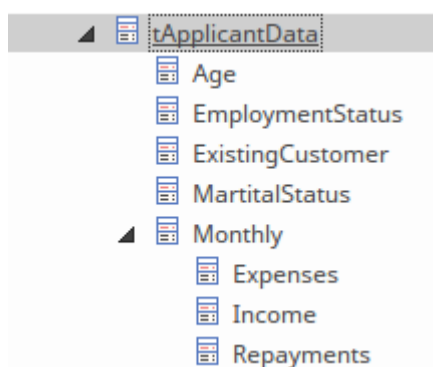 tApplicantData
Age
EmploymentStatus
ExistingCustomer
MartitalStatus
Monthly
Expenses
Income
Repayments